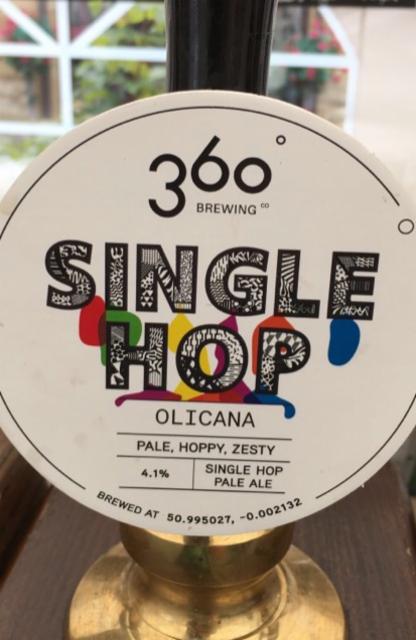 360°
BREWING CO
SINGLE
HOP
OLICANA
PALE, HOPPY, ZESTY
4.1%
SINGLE HOP
PALE ALE
BREWED AT 50.995027, -0.002132